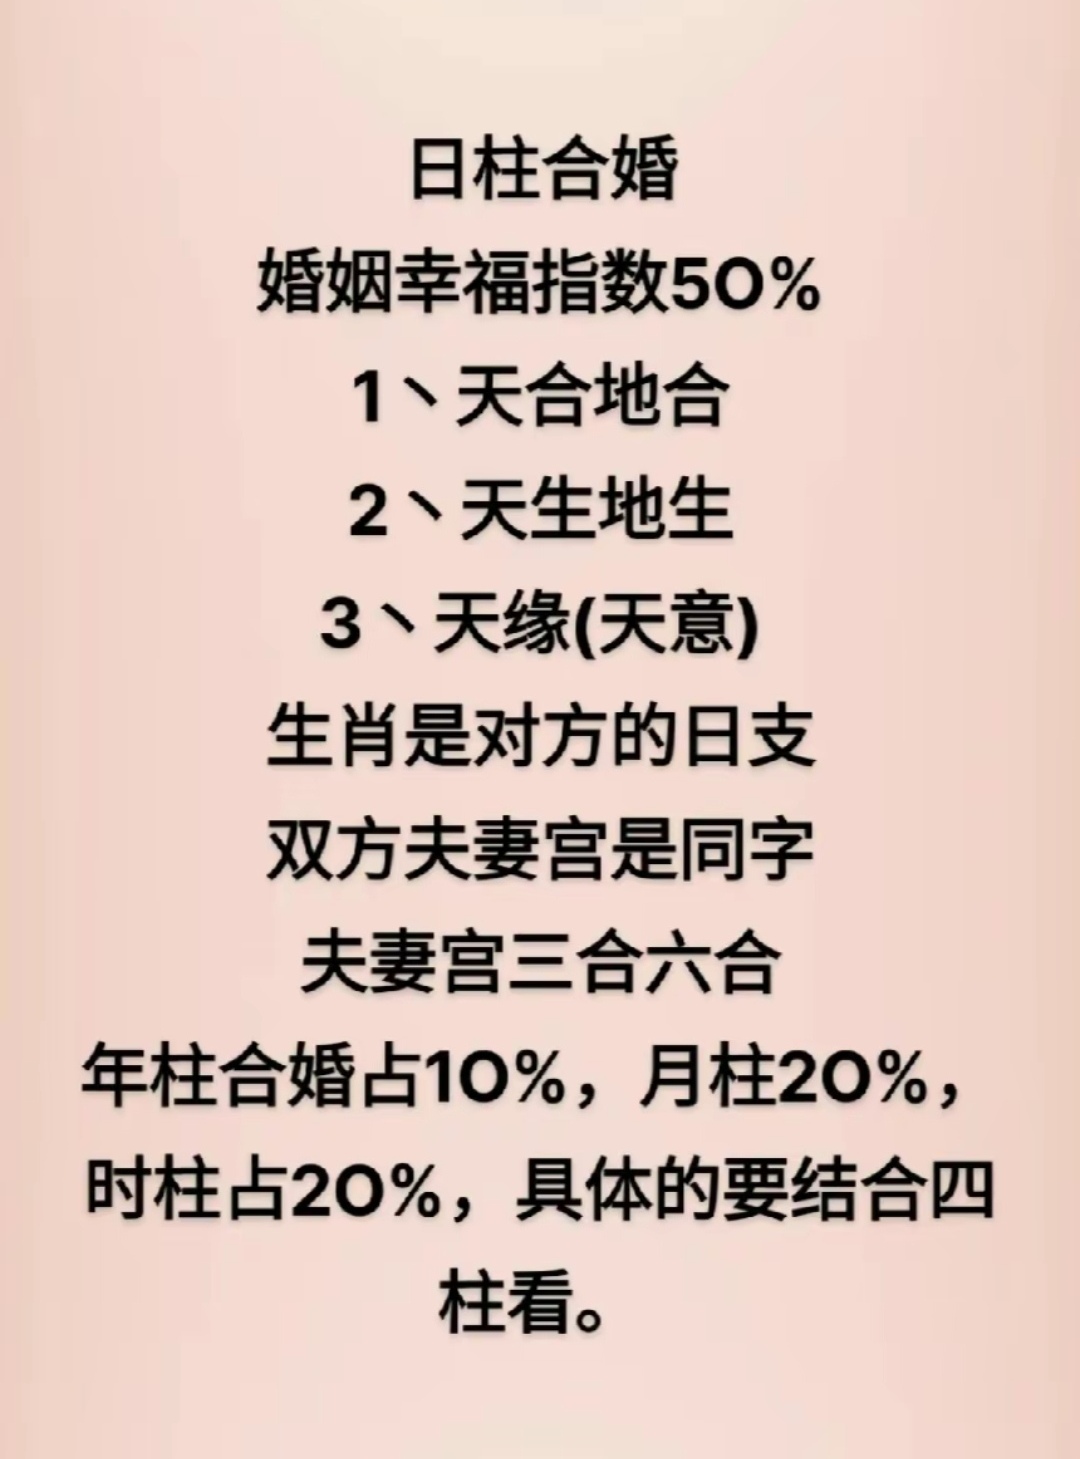 日柱合婚
婚姻幸福指数50%
1丶天合地合
2丶天生地生
3丶天缘(天意)
生肖是对方的日支
双方夫妻宫是同字
夫妻宫三合六合
年柱合婚占10%，月柱20%，
时柱占20%，具体的要结合四
柱看。